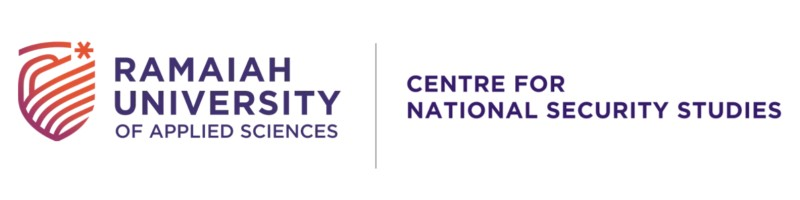 RAMAIAH
UNIVERSITY
OF APPLIED SCIENCES
CENTRE FOR
NATIONAL SECURITY STUDIES